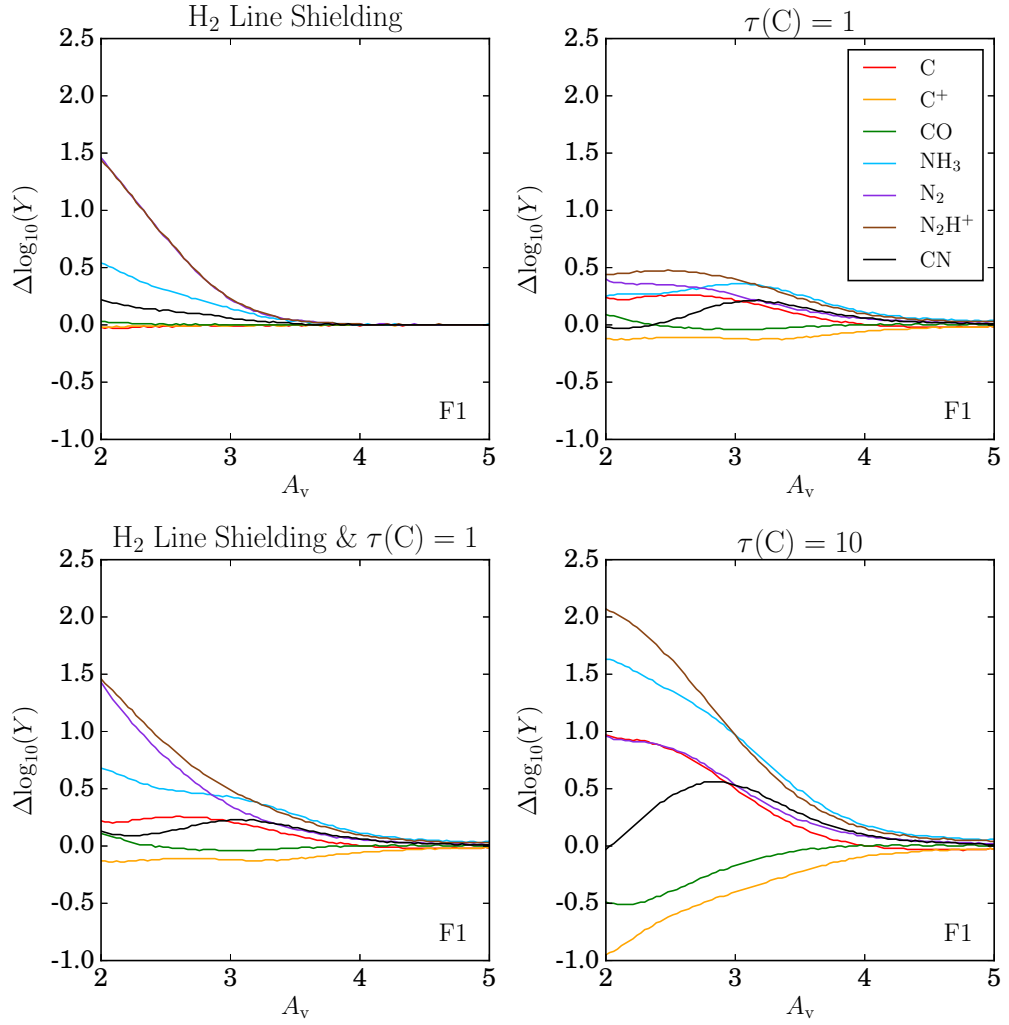 H₂ Line Shielding
2.5
2.0
1.5
1.0
0.5
0.0
-0.5
-1.0
Δlog₁₀(Y)
F1
2 3 4 5
Aᵥ
τ(C) = 1
2.5
2.0
1.5
1.0
0.5
0.0
-0.5
-1.0
Δlog₁₀(Y)
C
C⁺
CO
NH₃
N₂
N₂H⁺
CN
F1
2 3 4 5
Aᵥ
H₂ Line Shielding & τ(C) = 1
2.5
2.0
1.5
1.0
0.5
0.0
-0.5
-1.0
Δlog₁₀(Y)
F1
2 3 4 5
Aᵥ
τ(C) = 10
2.5
2.0
1.5
1.0
0.5
0.0
-0.5
-1.0
Δlog₁₀(Y)
F1
2 3 4 5
Aᵥ